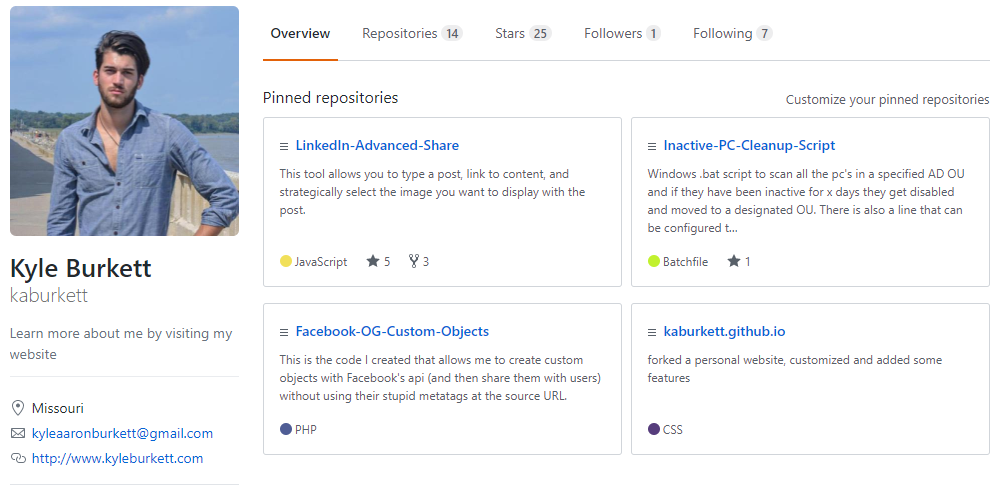 Overview Repositories 14 Stars 25 Followers 1 Following 7
Pinned repositories
Customize your pinned repositories
LinkedIn-Advanced-Share
This tool allows you to type a post, link to content, and
strategically select the image you want to display with the
post.
JavaScript 5 3
Inactive-PC-Cleanup-Script
Windows .bat script to scan all the pc's in a specified AD OU
and if they have been inactive for x days they get disabled
and moved to a designated OU. There is also a line that can
be configured t...
Batchfile 1
Facebook-OG-Custom-Objects
This is the code I created that allows me to create custom
objects with Facebook's api (and then share them with users)
without using their stupid metatags at the source URL.
PHP
kaburkett.github.io
forked a personal website, customized and added some
features
CSS
Kyle Burkett
kaburkett
Learn more about me by visiting my
website
Missouri
kyleaaronburkett@gmail.com
http://www.kyleburkett.com